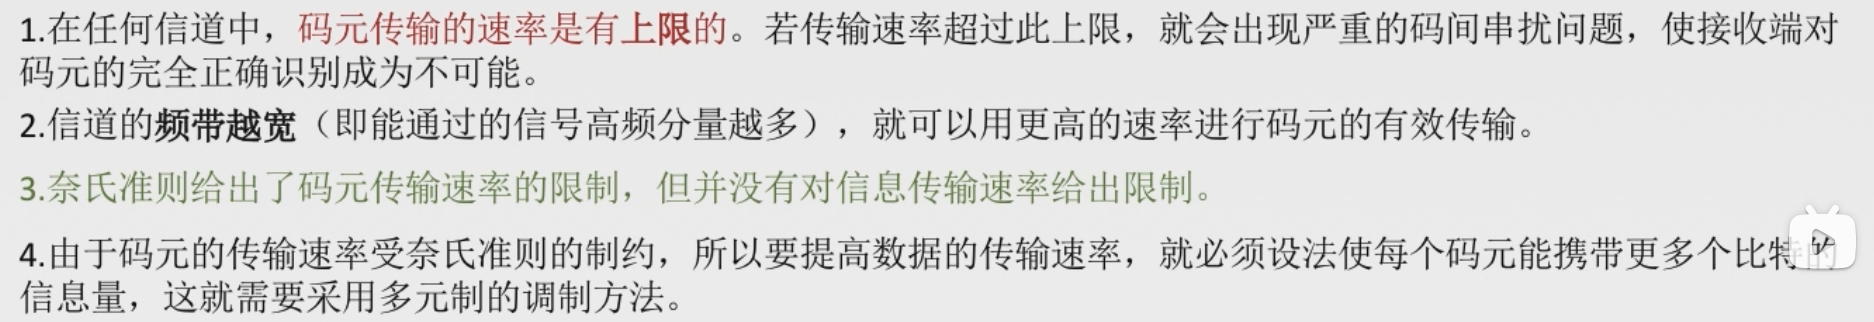 1.在任何信道中，码元传输的速率是有上限的。若传输速率超过此上限，就会出现严重的码间串扰问题，使接收端对
码元的完全正确识别成为不可能。
2.信道的频带越宽（即能通过的信号高频分量越多），就可以用更高的速率进行码元的有效传输。
3.奈氏准则给出了码元传输速率的限制，但并没有对信息传输速率给出限制。
4.由于码元的传输速率受奈氏准则的制约，所以要提高数据的传输速率，就必须设法使每个码元能携带更多个比特的
信息量，这就需要采用多元制的调制方法。